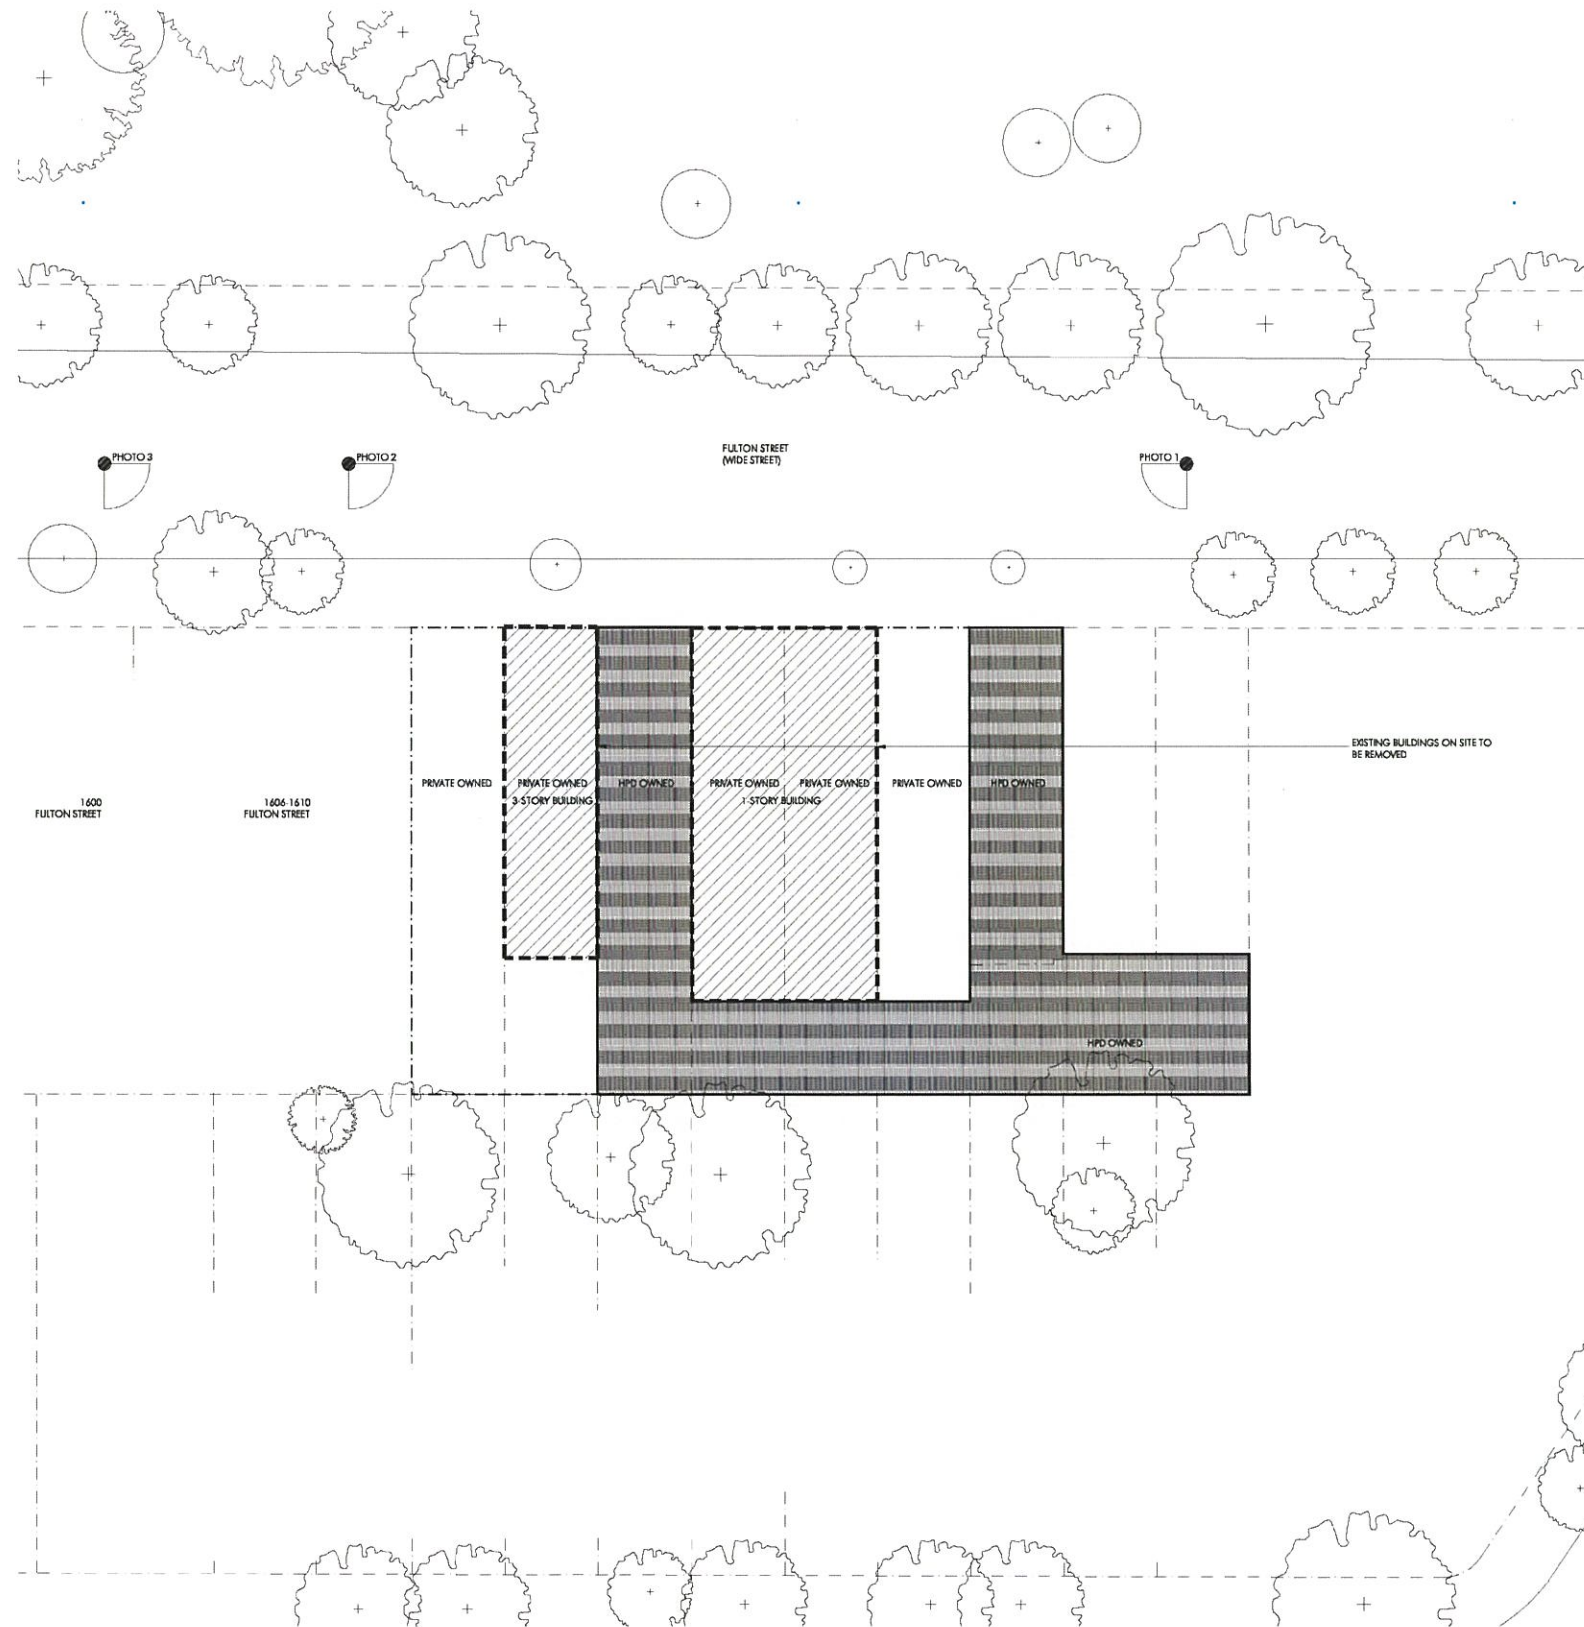 FULTON STREET
(WIDE STREET)
PHOTO 3
PHOTO 2
PHOTO 1
EXISTING BUILDINGS ON SITE TO
BE REMOVED
PRIVATE OWNED
PRIVATE OWNED
3-STORY BUILDING
HPD OWNED
PRIVATE OWNED
PRIVATE OWNED
1-STORY BUILDING
PRIVATE OWNED
HPD OWNED
1600
FULTON STREET
1606-1610
FULTON STREET
HPD OWNED